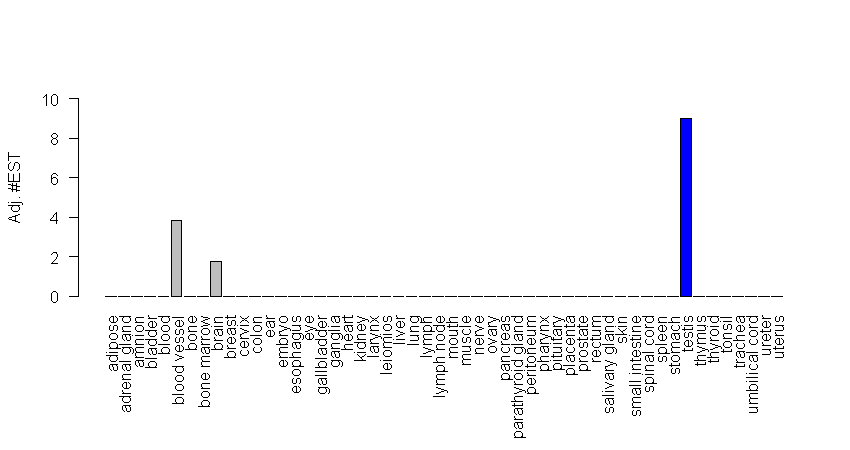 Adj. #EST
10
8
6
4
2
0
adipose
adrenal gland
amnion
bladder
blood
blood vessel
bone
bone marrow
brain
breast
cervix
colon
ear
embryo
esophagus
eye
gallbladder
ganglia
heart
kidney
larynx
leiomios
liver
lung
lymph
lymph node
mouth
muscle
nerve
ovary
pancreas
parathyroid gland
peritoneum
pharynx
pituitary
placenta
prostate
rectum
salivary gland
skin
small intestine
spinal cord
spleen
stomach
testis
thymus
thyroid
tonsil
trachea
umbilical cord
ureter
uterus